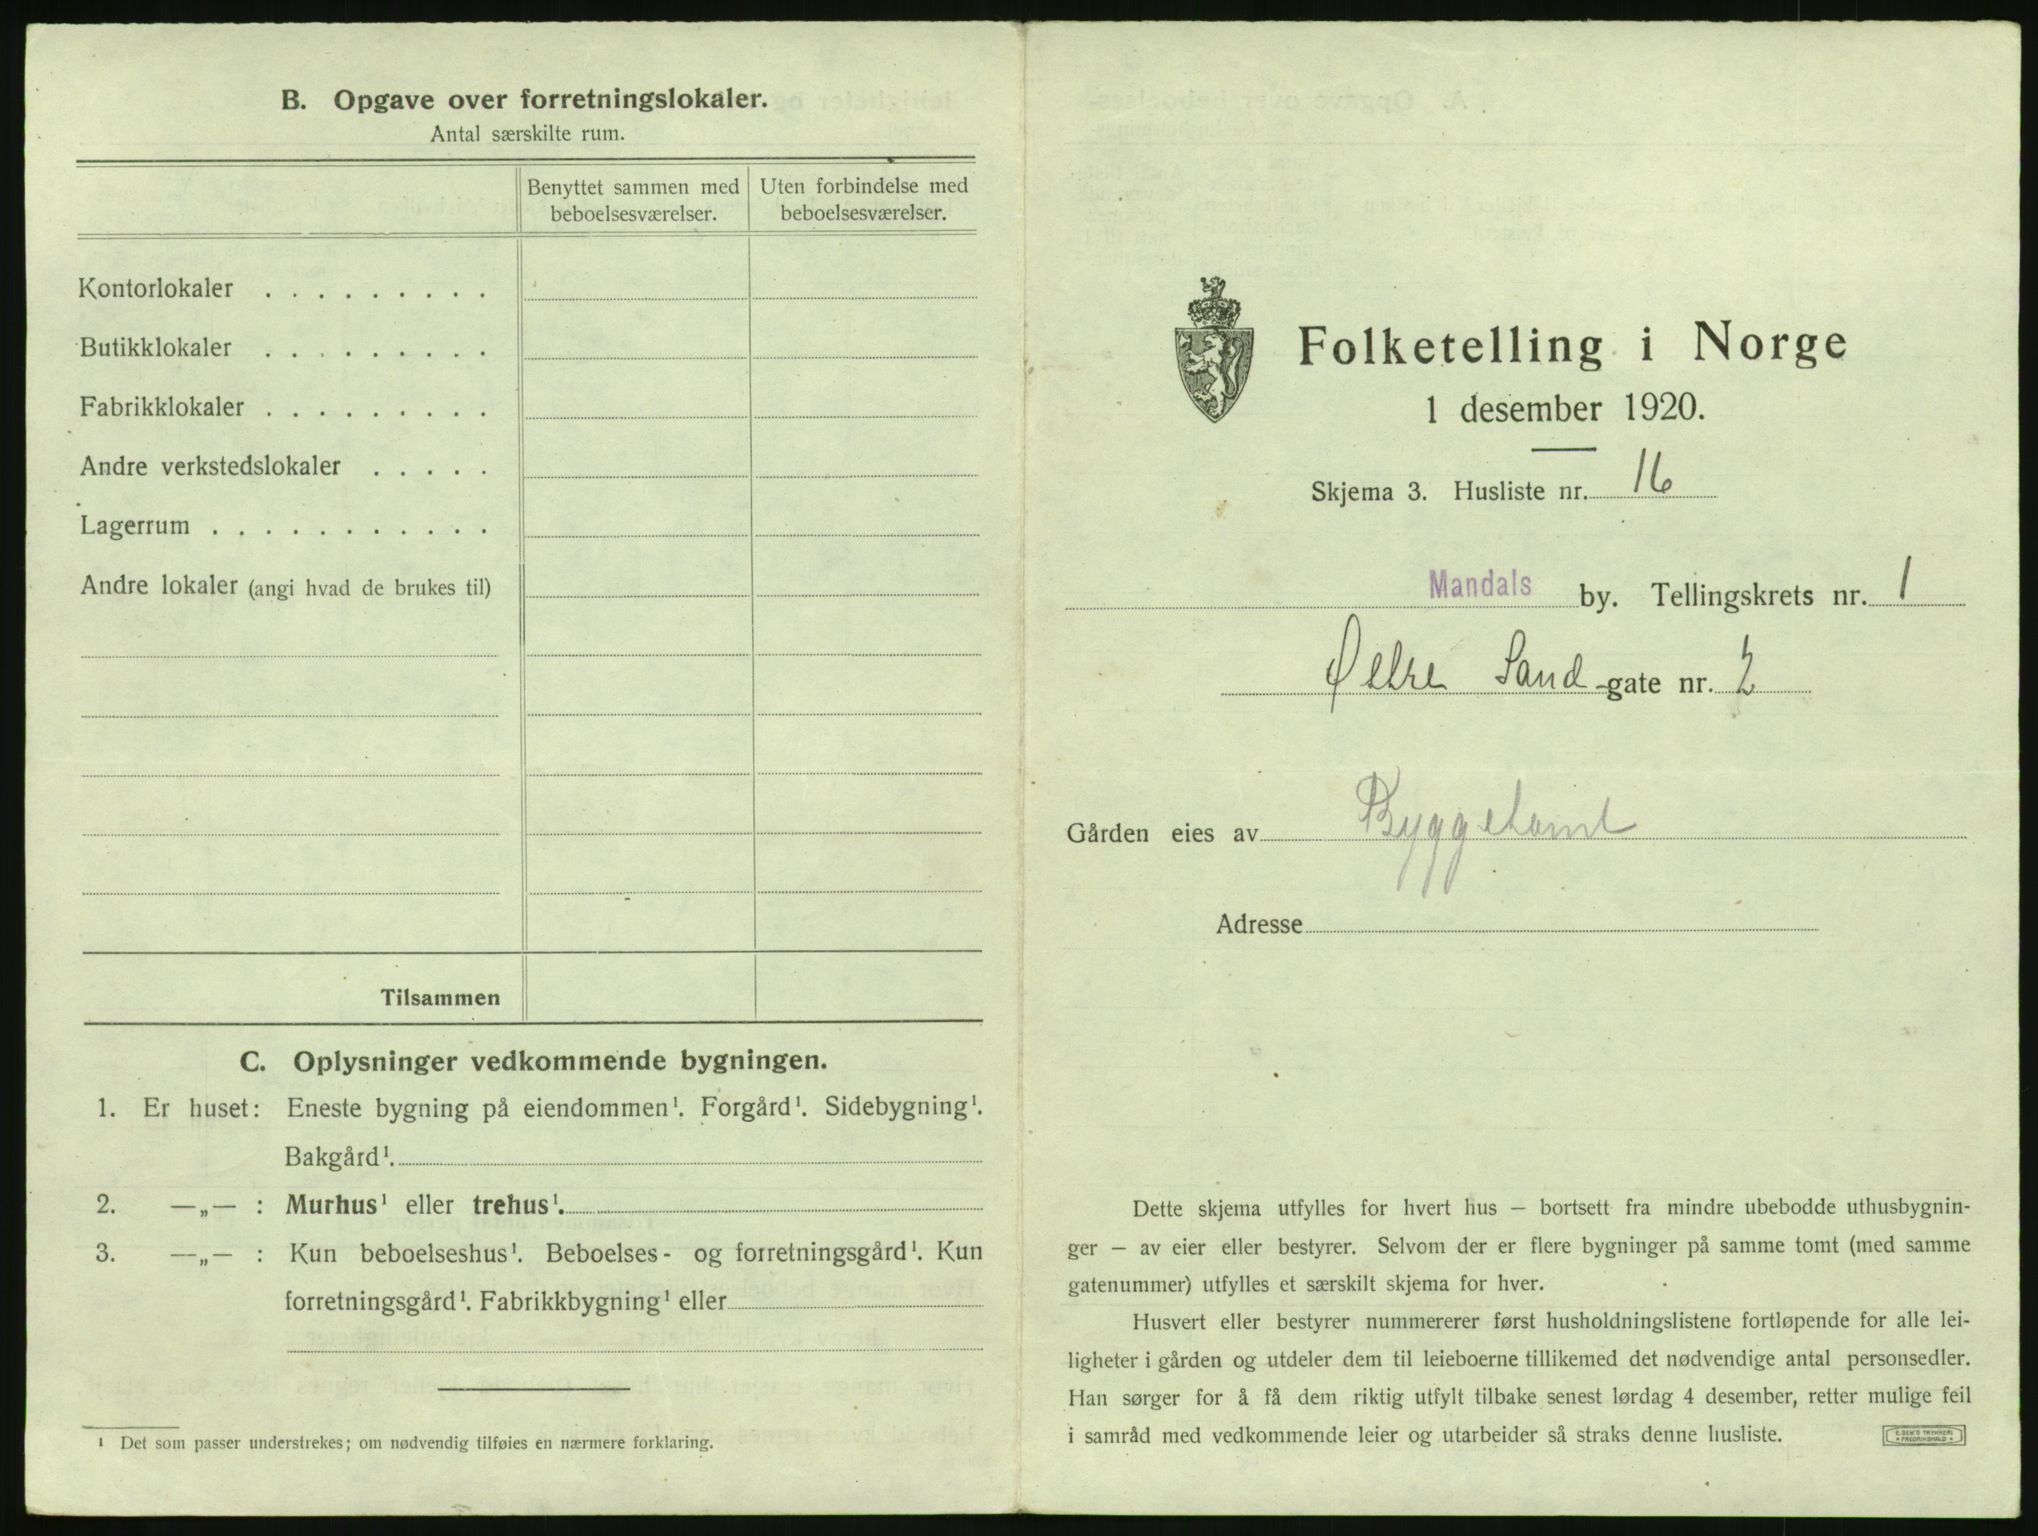 B. Opgave over forretningslokaler.
Antal særskilte rum.
Benyttet sammen med beboelsesværelser.
Uten forbindelse med beboelsesværelser.
Kontorlokaler . . . . . . . . .
Butikklokaler . . . . . . . . .
Fabrikklokaler . . . . . . . . .
Andre verkstedslokaler . . . . .
Lagerrum . . . . . . . . . . .
Andre lokaler (angi hvad de brukes til)
Tilsammen
C. Oplysninger vedkommende bygningen.
1. Er huset: Eneste bygning på eiendommen¹. Forgård¹. Sidebygning¹.
Bakgård¹.
2. —„— : Murhus¹ eller trehus¹.
3. —„— : Kun beboelseshus¹. Beboelses- og forretningsgård¹. Kun
forretningsgård¹. Fabrikkbygning¹ eller
¹ Det som passer understrekes; om nødvendig tilføies en nærmere forklaring.
Folketelling i Norge
1 desember 1920.
Skjema 3. Husliste nr. 16
Mandals by. Tellingskrets nr. 1
Østre Sand-gate nr. 2
Gården eies av Byggetomt
Adresse
Dette skjema utfylles for hvert hus — bortsett fra mindre ubebodde uthusbygnin-
ger — av eier eller bestyrer. Selvom der er flere bygninger på samme tomt (med samme
gatenummer) utfylles et særskilt skjema for hver.
Husvert eller bestyrer nummererer først husholdningslistene fortløpende for alle lei-
ligheter i gården og utdeler dem til leieboerne tillikemed det nødvendige antal personsedler.
Han sørger for å få dem riktig utfylt tilbake senest lørdag 4 desember, retter mulige feil
i samråd med vedkommende leier og utarbeider så straks denne husliste.